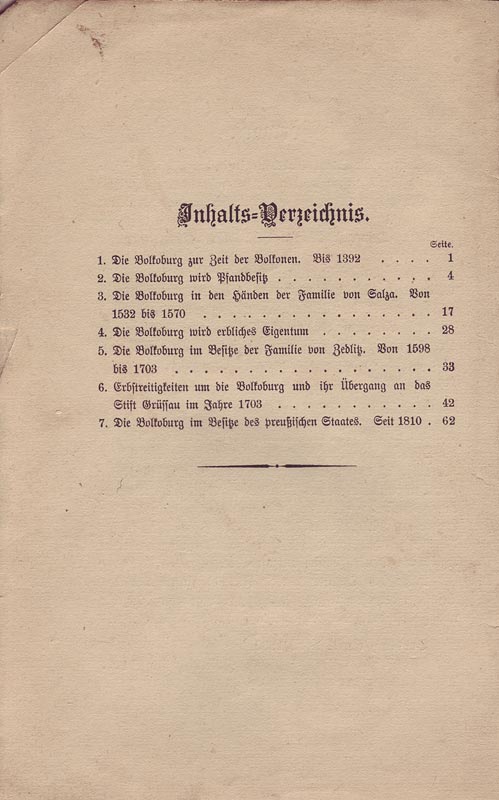 Inhalts-Verzeichnis.
Seite.
1. Die Bolkoburg zur Zeit der Bolkonen. Bis 1392 . . . . 1
2. Die Bolkoburg wird Pfandbesitz . . . . . . . . . . . 4
3. Die Bolkoburg in den Händen der Familie von Salza. Von
1532 bis 1570 . . . . . . . . . . . . . . . . . 17
4. Die Bolkoburg wird erbliches Eigentum . . . . . . . . 28
5. Die Bolkoburg im Besitze der Familie von Zedlitz. Von 1598
bis 1703 . . . . . . . . . . . . . . . . . . . 33
6. Erbstreitigkeiten um die Bolkoburg und ihr Übergang an das
Stift Grüssau im Jahre 1703 . . . . . . . . . . . 42
7. Die Bolkoburg im Besitze des preußischen Staates. Seit 1810 . 62